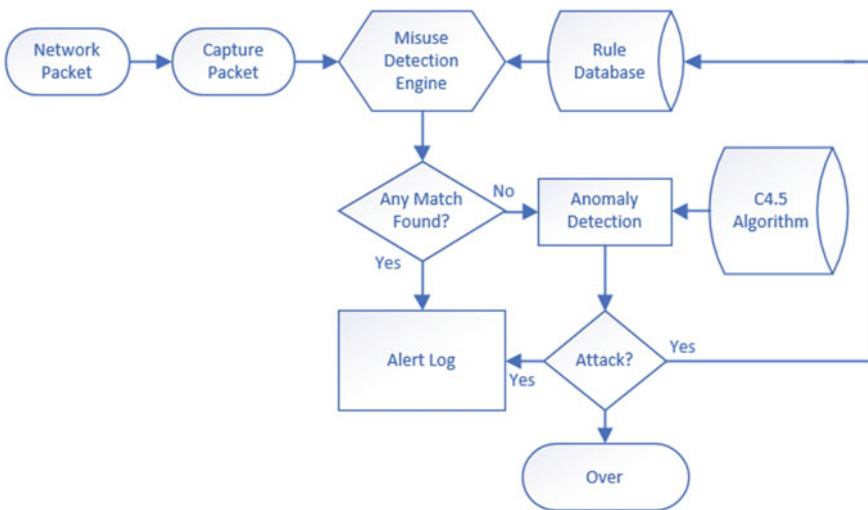 Network
Packet
Capture
Packet
Misuse
Detection
Engine
Rule
Database
Any Match
Found?
No
Yes
Anomaly
Detection
C4.5
Algorithm
Alert Log
Attack?
Yes
Yes
Over